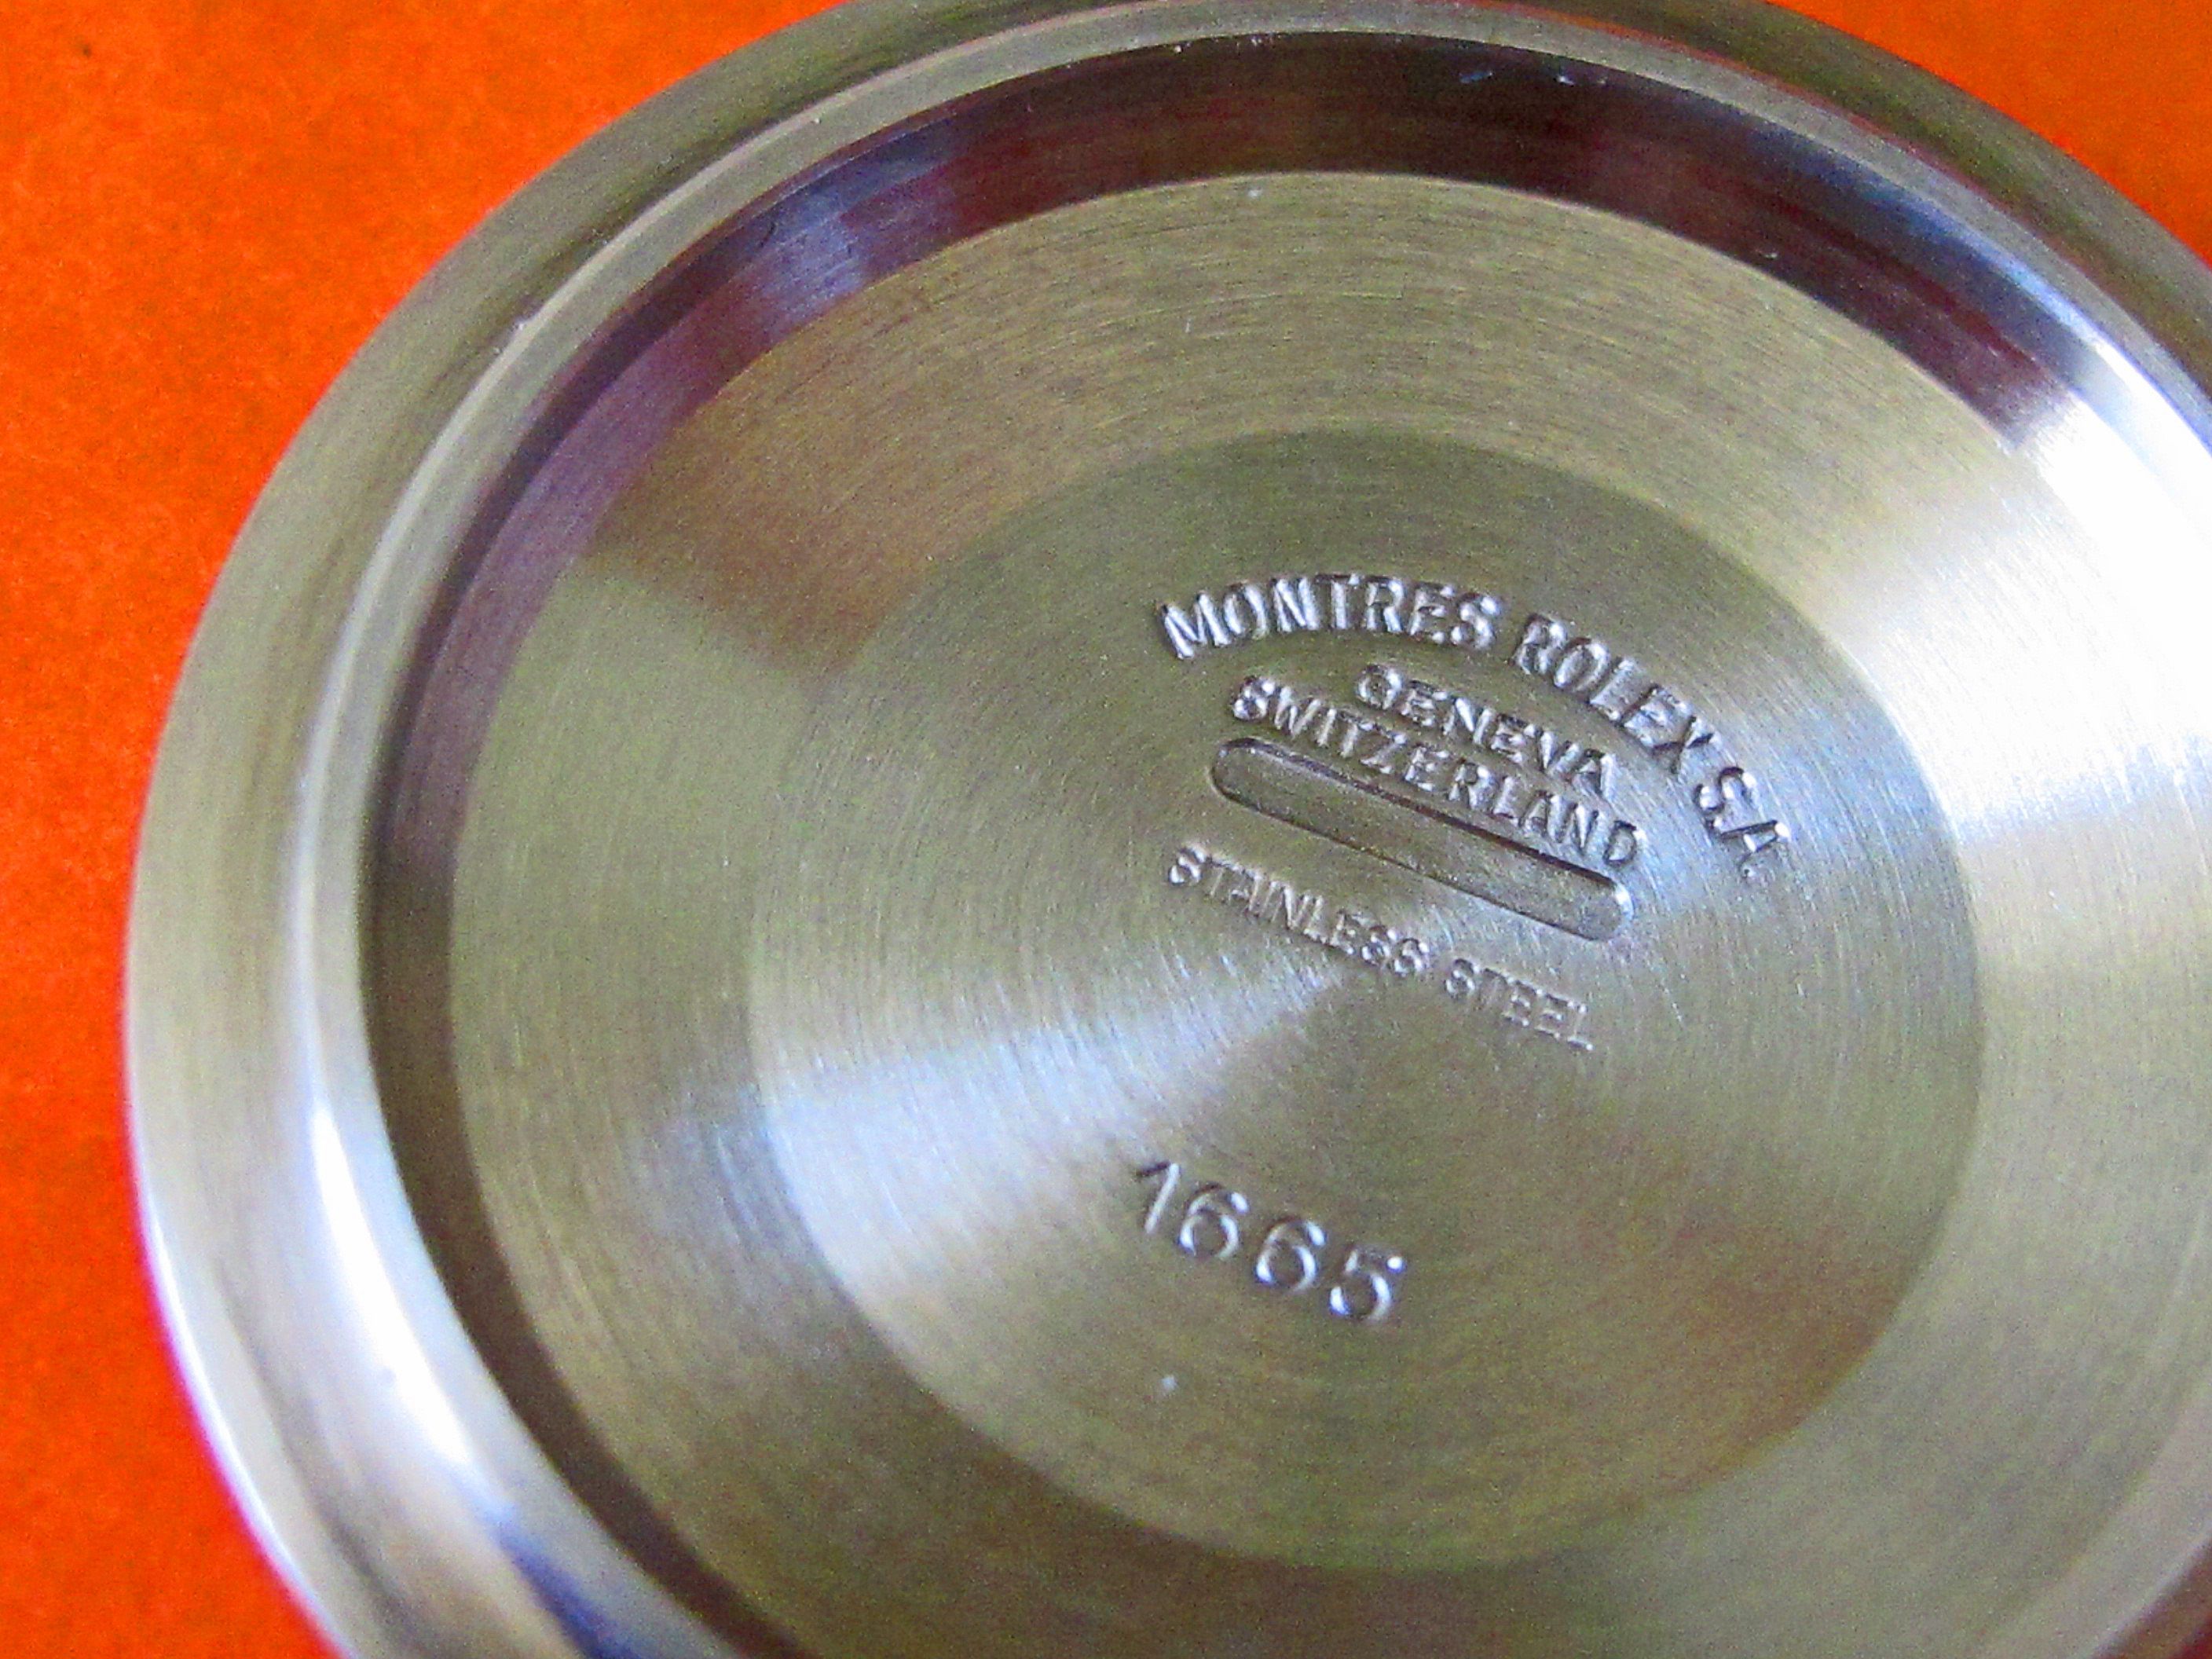 MONTRES ROLEX S.A.
GENEVA
SWITZERLAND
STAINLESS STEEL
1665